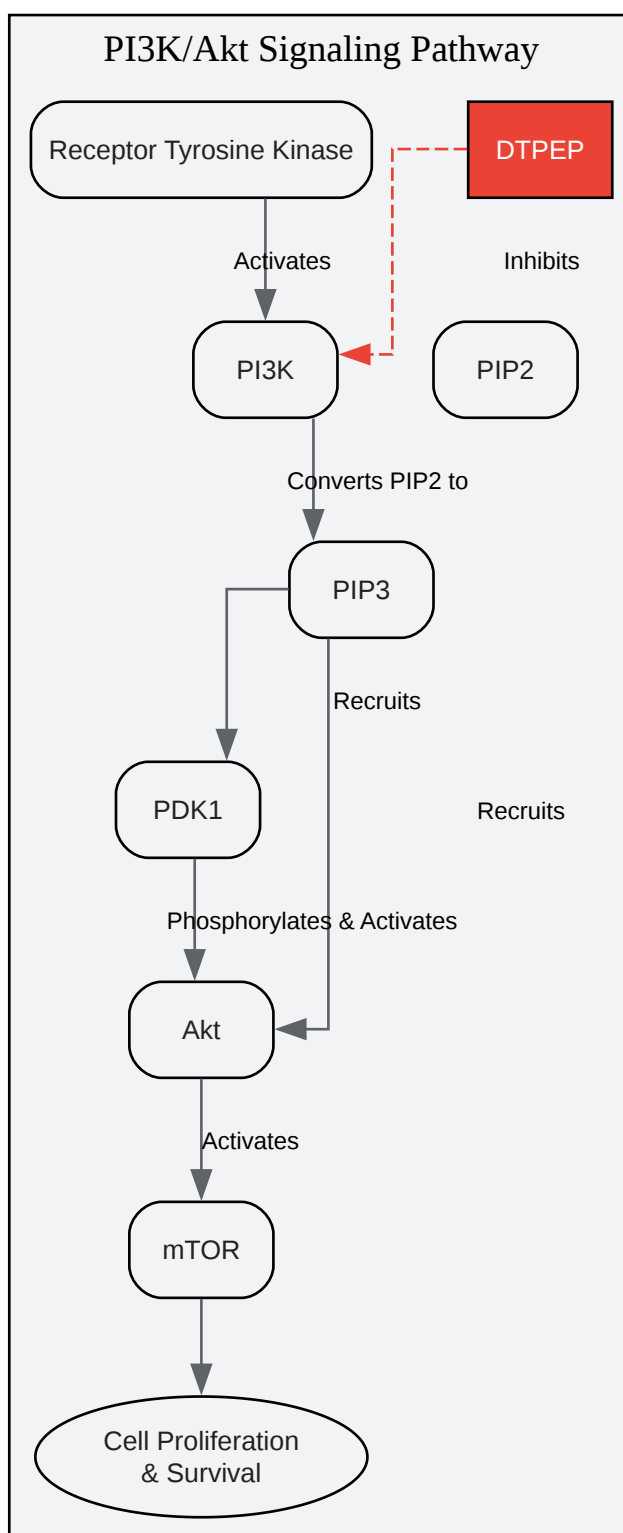 PI3K/Akt Signaling Pathway
Receptor Tyrosine Kinase
DTPEP
Activates
Inhibits
PI3K
PIP2
Converts PIP2 to
PIP3
Recruits
PDK1
Recruits
Phosphorylates & Activates
Akt
Activates
mTOR
Cell Proliferation
& Survival